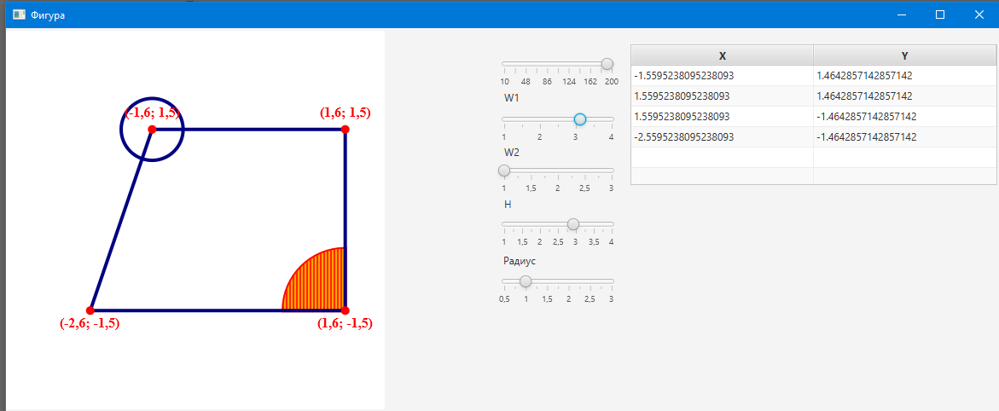 Фигура
(-1,6; 1,5)
(1,6; 1,5)
(-2,6; -1,5)
(1,6; -1,5)
10 48 86 124 162 200
W1
1 2 3 4
W2
1 1,5 2 2,5 3
H
1 1,5 2 2,5 3 3,5 4
Радиус
0,5 1 1,5 2 2,5 3
X Y
-1.5595238095238093 1.4642857142857142
1.5595238095238093 1.4642857142857142
1.5595238095238093 -1.4642857142857142
-2.5595238095238093 -1.4642857142857142